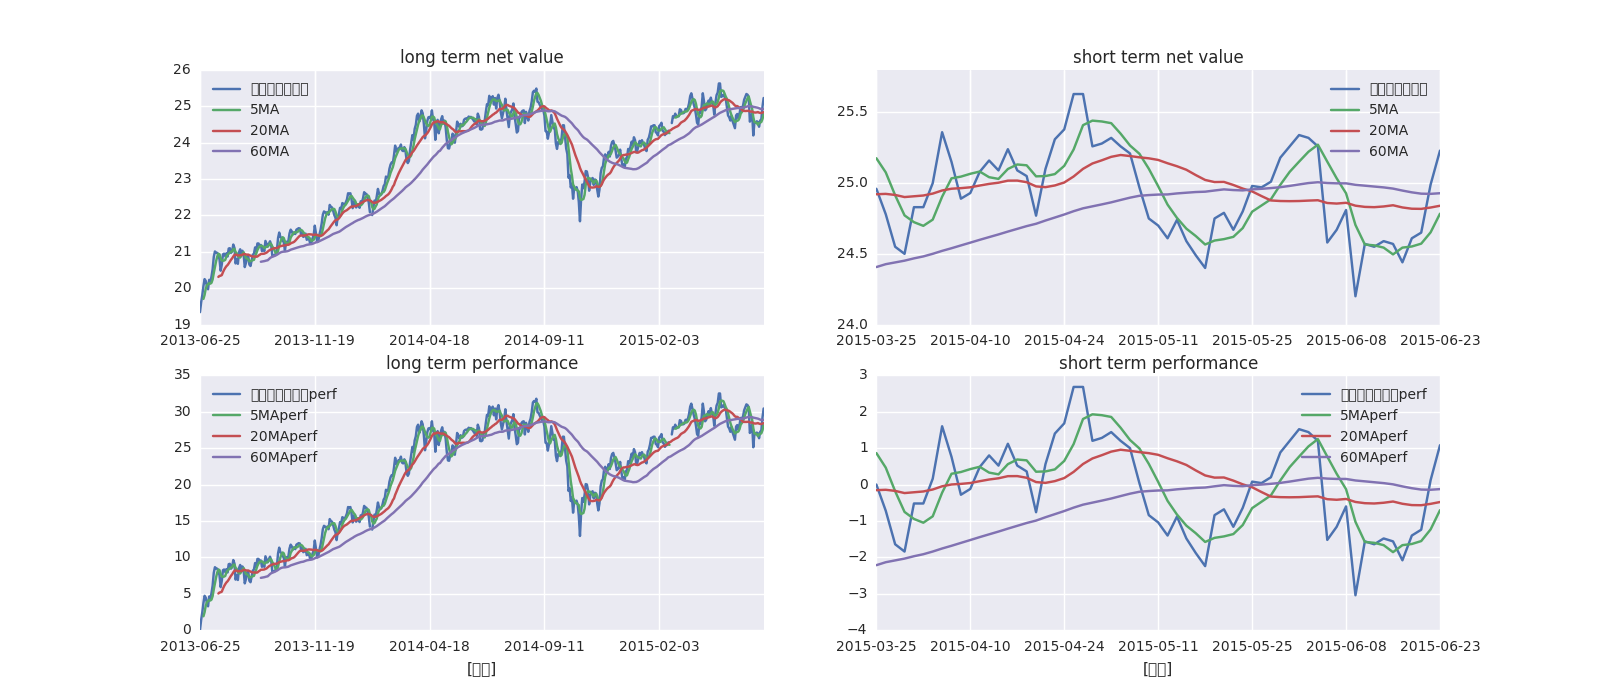 long term net value
26
25
24
23
22
21
20
19
5MA
20MA
60MA
2013-06-25 2013-11-19 2014-04-18 2014-09-11 2015-02-03
short term net value
25.5
25.0
24.5
24.0
5MA
20MA
60MA
2015-03-25 2015-04-10 2015-04-24 2015-05-11 2015-05-25 2015-06-08 2015-06-23
long term performance
35
30
25
20
15
10
5
0
perf
5MAperf
20MAperf
60MAperf
2013-06-25 2013-11-19 2014-04-18 2014-09-11 2015-02-03
short term performance
3
2
1
0
−1
−2
−3
−4
perf
5MAperf
20MAperf
60MAperf
2015-03-25 2015-04-10 2015-04-24 2015-05-11 2015-05-25 2015-06-08 2015-06-23